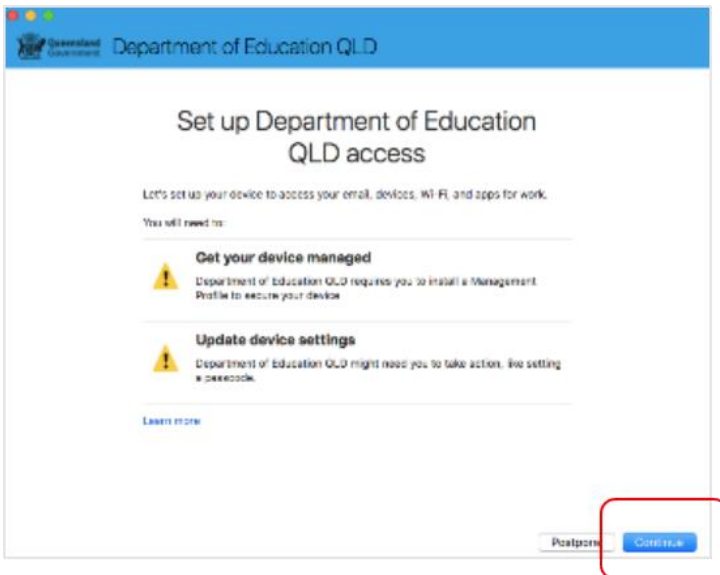 Queensland
Government
Department of Education QLD
Set up Department of Education
QLD access
Let's set up your device to access your email, devices, Wi-Fi, and apps for work.
You will need to:
Get your device managed
Department of Education QLD requires you to install a Management
Profile to secure your device
Update device settings
Department of Education QLD might need you to take action, like setting
a passcode.
Learn more
Postpone
Continue